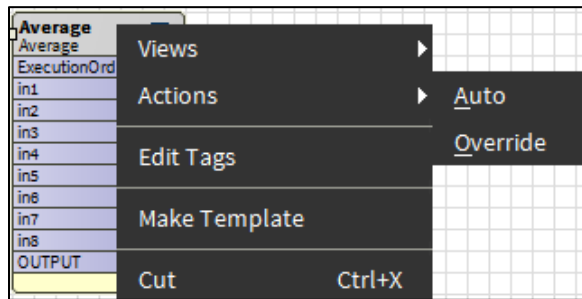 Average
Average
ExecutionOrd
in1
in2
in3
in4
in5
in6
in7
in8
OUTPUT
Views
Actions
Edit Tags
Make Template
Cut Ctrl+X
Auto
Override